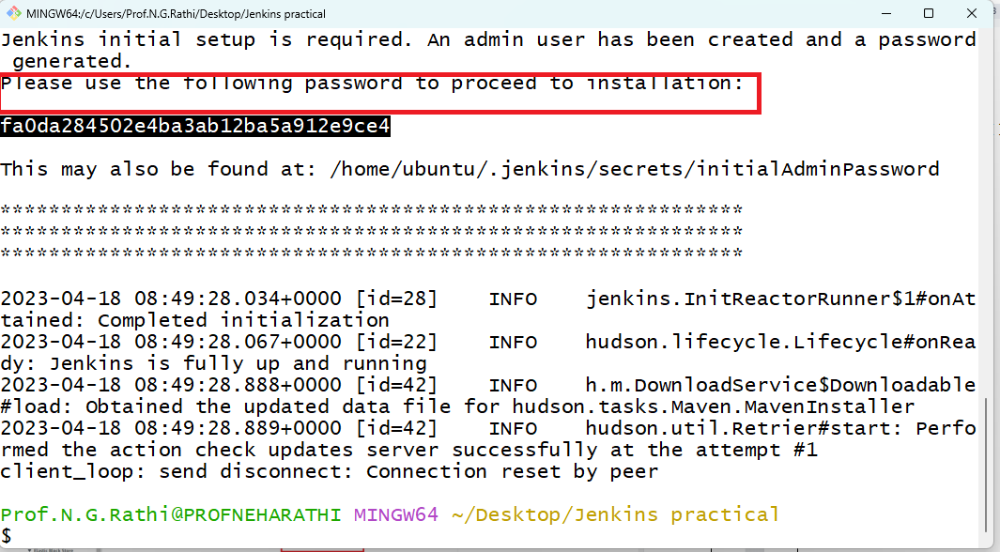 MINGW64:/c/Users/Prof.N.G.Rathi/Desktop/Jenkins practical
Jenkins initial setup is required. An admin user has been created and a password
generated.
Please use the following password to proceed to installation:
fa0da284502e4ba3ab12ba5a912e9ce4
This may also be found at: /home/ubuntu/.jenkins/secrets/initialAdminPassword
*************************************************************
*************************************************************
*************************************************************
2023-04-18 08:49:28.034+0000 [id=28] INFO jenkins.InitReactorRunner$1#onAt
tained: Completed initialization
2023-04-18 08:49:28.067+0000 [id=22] INFO hudson.lifecycle.Lifecycle#onRea
dy: Jenkins is fully up and running
2023-04-18 08:49:28.888+0000 [id=42] INFO h.m.DownloadService$Downloadable
#load: Obtained the updated data file for hudson.tasks.Maven.MavenInstaller
2023-04-18 08:49:28.889+0000 [id=42] INFO hudson.util.Retrier#start: Perfo
rmed the action check updates server successfully at the attempt #1
client_loop: send disconnect: Connection reset by peer
Prof.N.G.Rathi@PROFNEHARATHI MINGW64 ~/Desktop/Jenkins practical
$